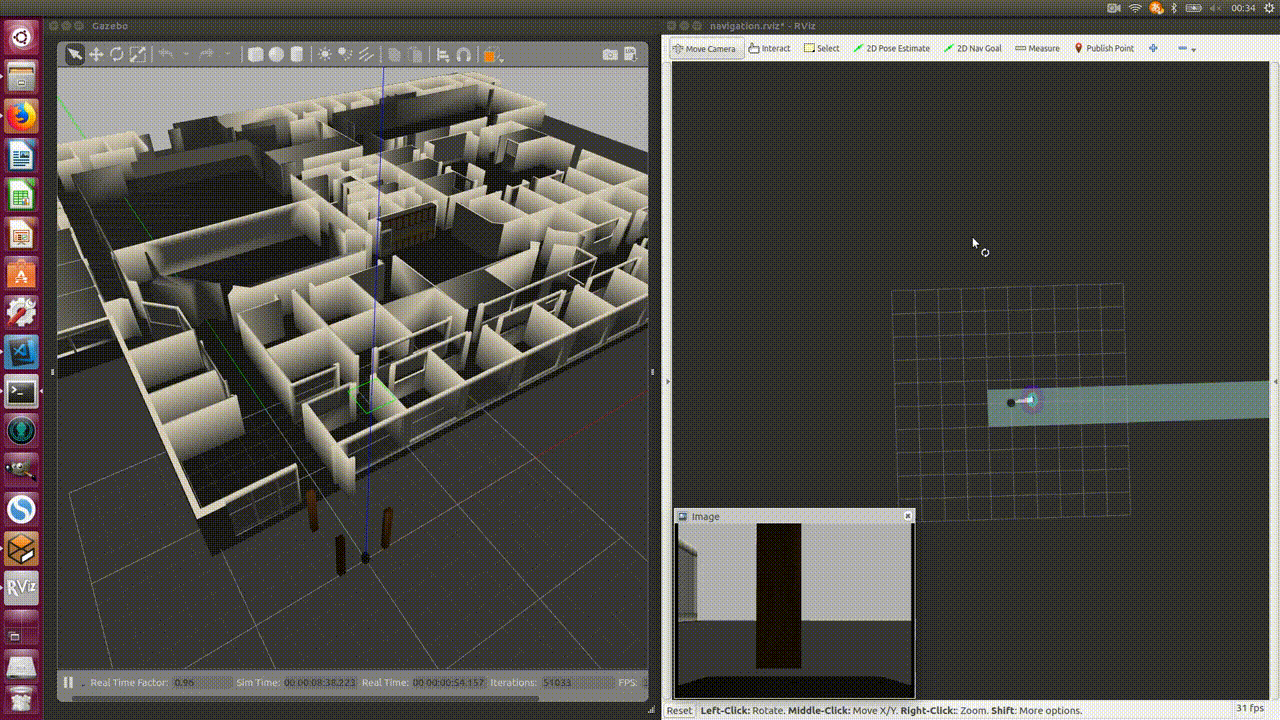 00:34
Gazebo
navigation.rviz* - RViz
Move Camera Interact Select 2D Pose Estimate 2D Nav Goal Measure Publish Point
Image
RViz
Real Time Factor: 0.96 Sim Time: 00 00:08:38.223 Real Time: 00 00:00:54.157 Iterations: 51033 FPS:
Reset Left-Click: Rotate. Middle-Click: Move X/Y. Right-Click:: Zoom. Shift: More options. 31 fps